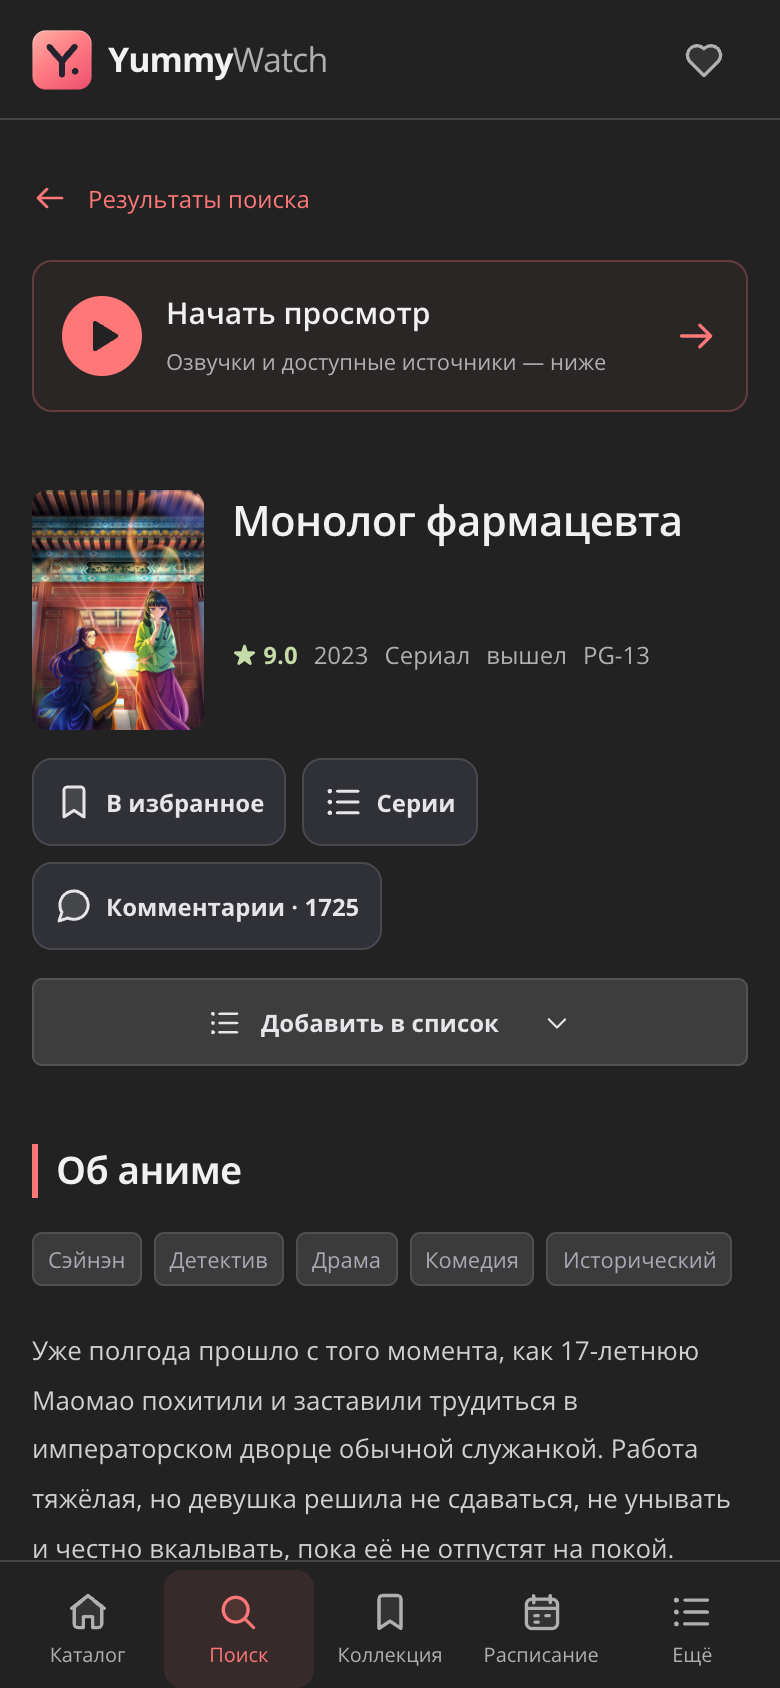 Y.
YummyWatch
Результаты поиска
Начать просмотр
Озвучки и доступные источники — ниже
Монолог фармацевта
9.0 2023 Сериал вышел PG-13
В избранное
Серии
Комментарии · 1725
Добавить в список
Об аниме
Сэйнэн Детектив Драма Комедия Исторический
Уже полгода прошло с того момента, как 17-летнюю
Маомао похитили и заставили трудиться в
императорском дворце обычной служанкой. Работа
тяжёлая, но девушка решила не сдаваться, не унывать
и честно вкалывать, пока её не отпустят на покой.
Каталог Поиск Коллекция Расписание Ещё